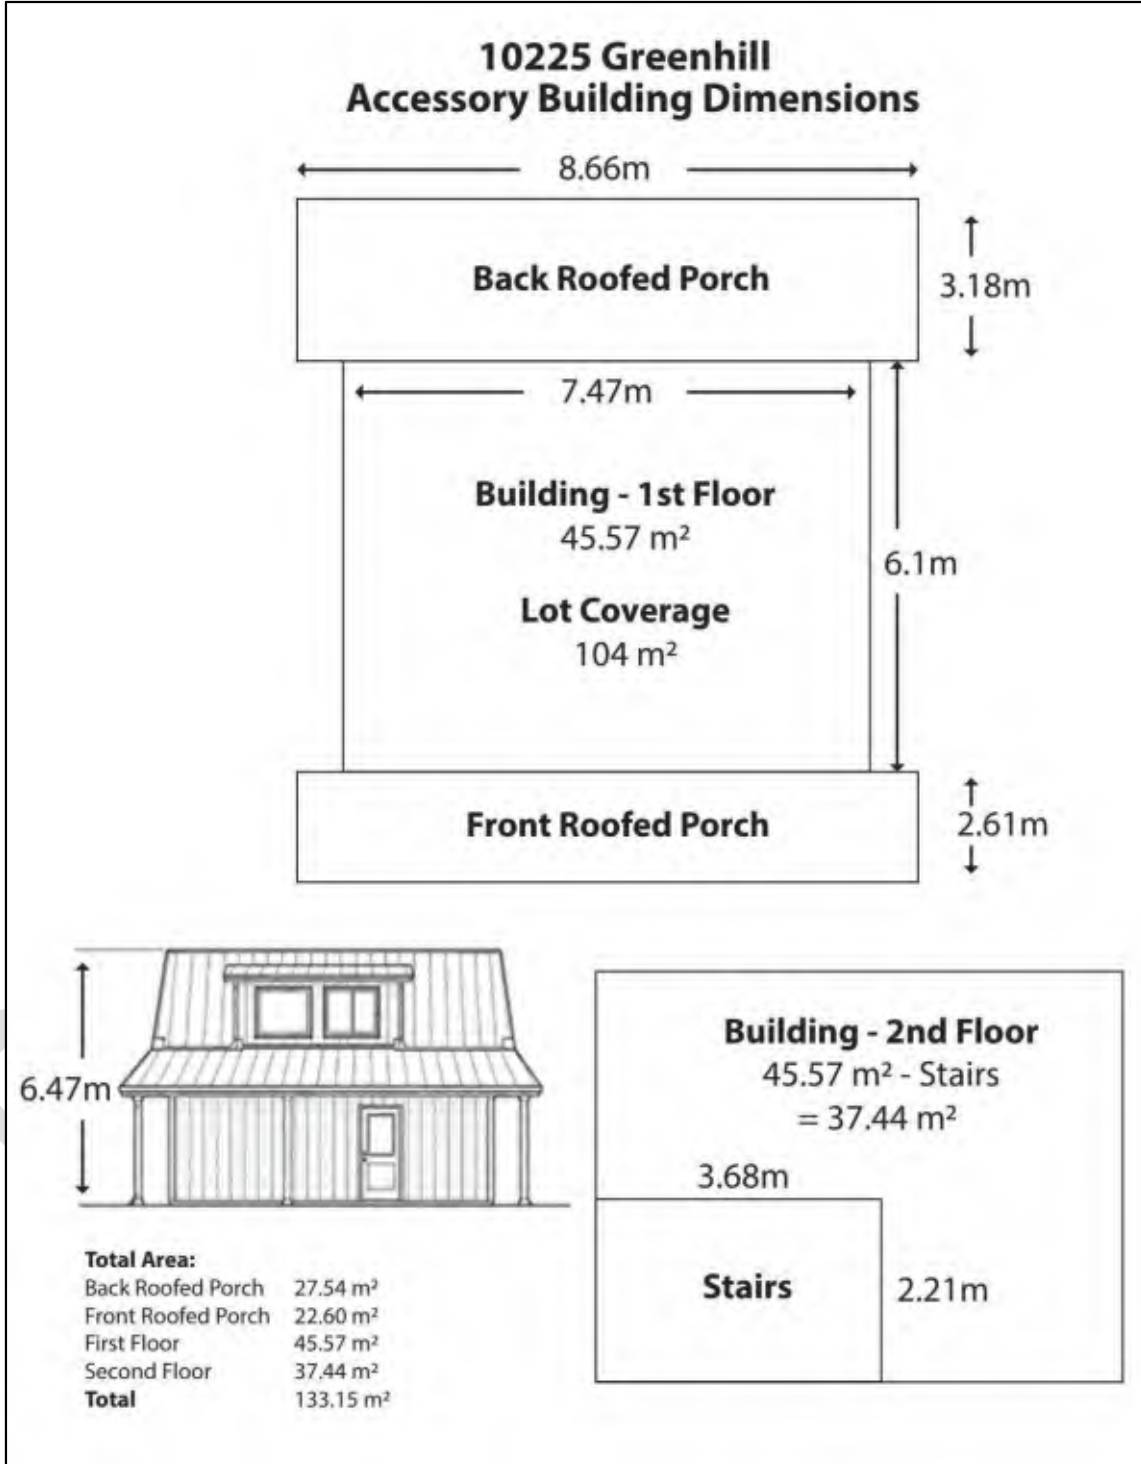 10225 Greenhill
Accessory Building Dimensions
8.66m
Back Roofed Porch
3.18m
7.47m
Building - 1st Floor
45.57 m²
6.1m
Lot Coverage
104 m²
Front Roofed Porch
2.61m
6.47m
Building - 2nd Floor
45.57 m² - Stairs
= 37.44 m²
3.68m
Stairs
2.21m
Total Area:
Back Roofed Porch 27.54 m²
Front Roofed Porch 22.60 m²
First Floor 45.57 m²
Second Floor 37.44 m²
Total 133.15 m²